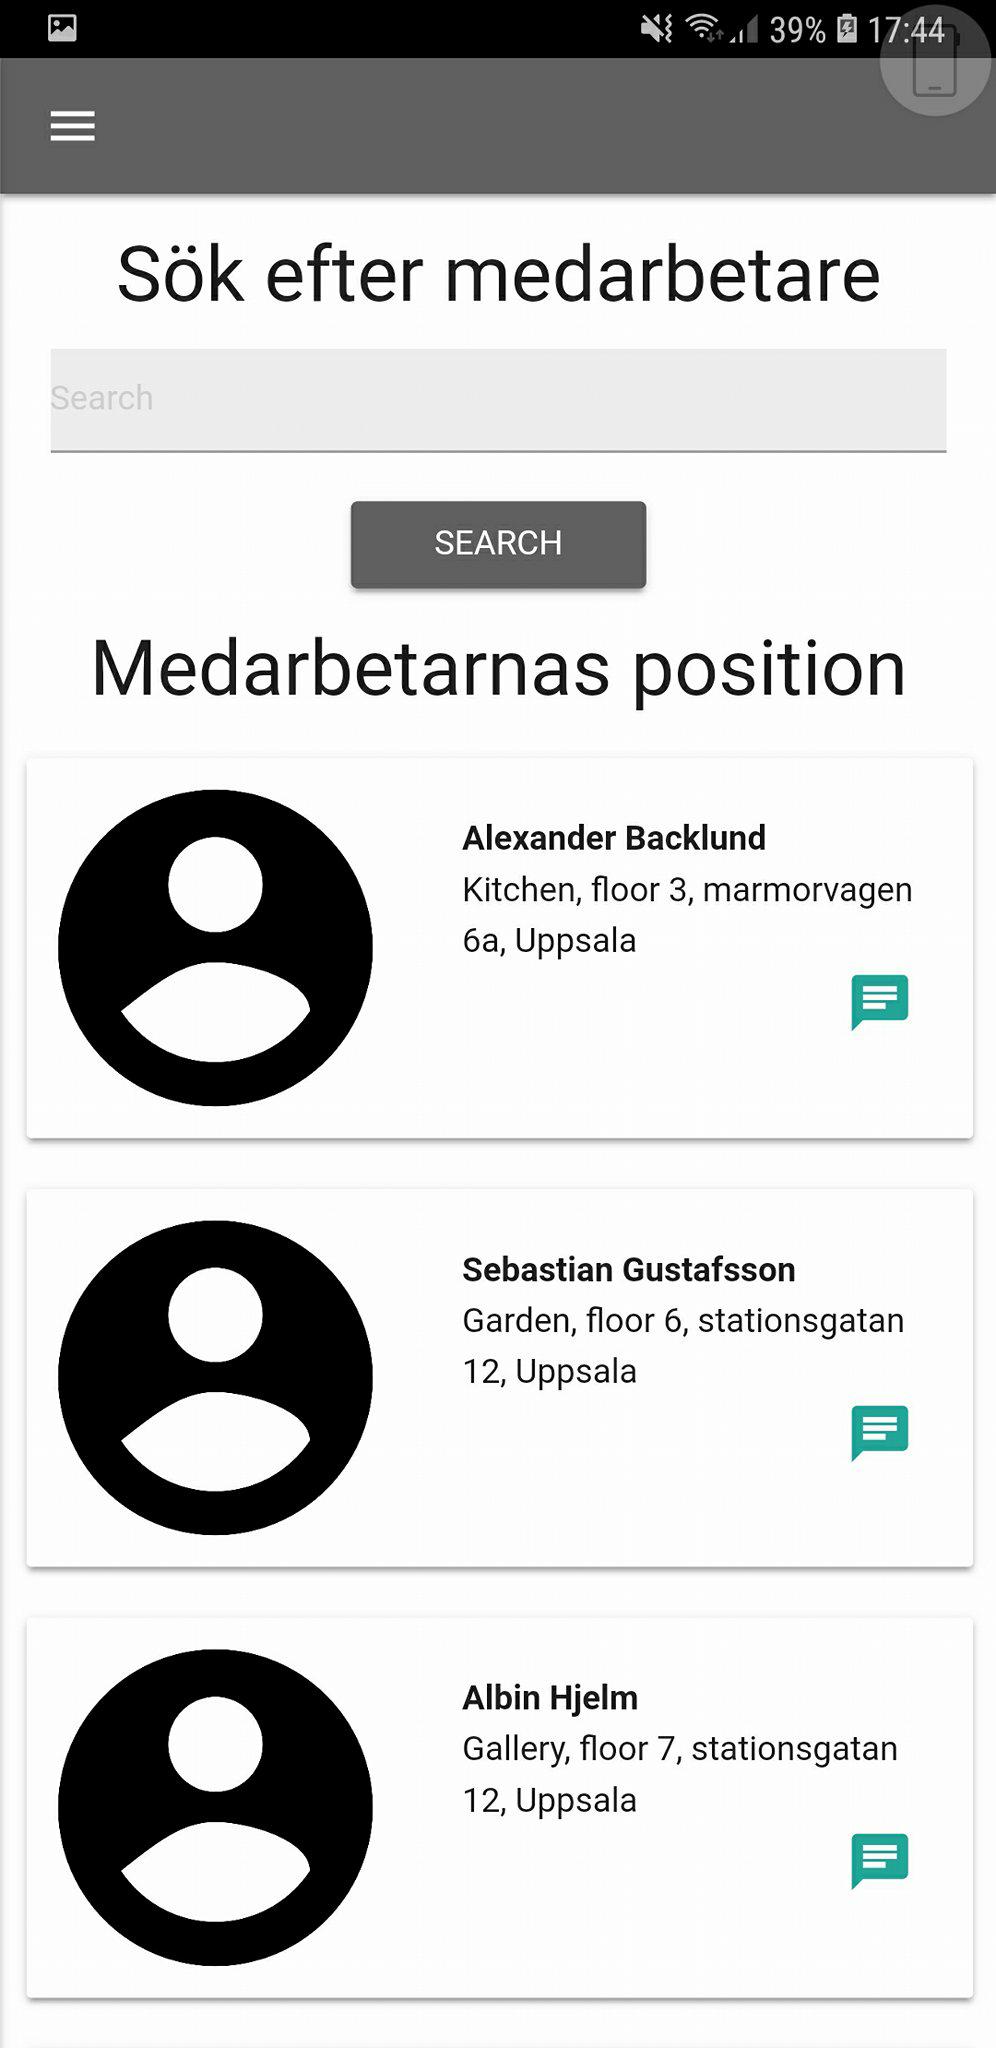 39% 17:44
Sök efter medarbetare
Search
SEARCH
Medarbetarnas position
Alexander Backlund
Kitchen, floor 3, marmorvagen
6a, Uppsala
Sebastian Gustafsson
Garden, floor 6, stationsgatan
12, Uppsala
Albin Hjelm
Gallery, floor 7, stationsgatan
12, Uppsala